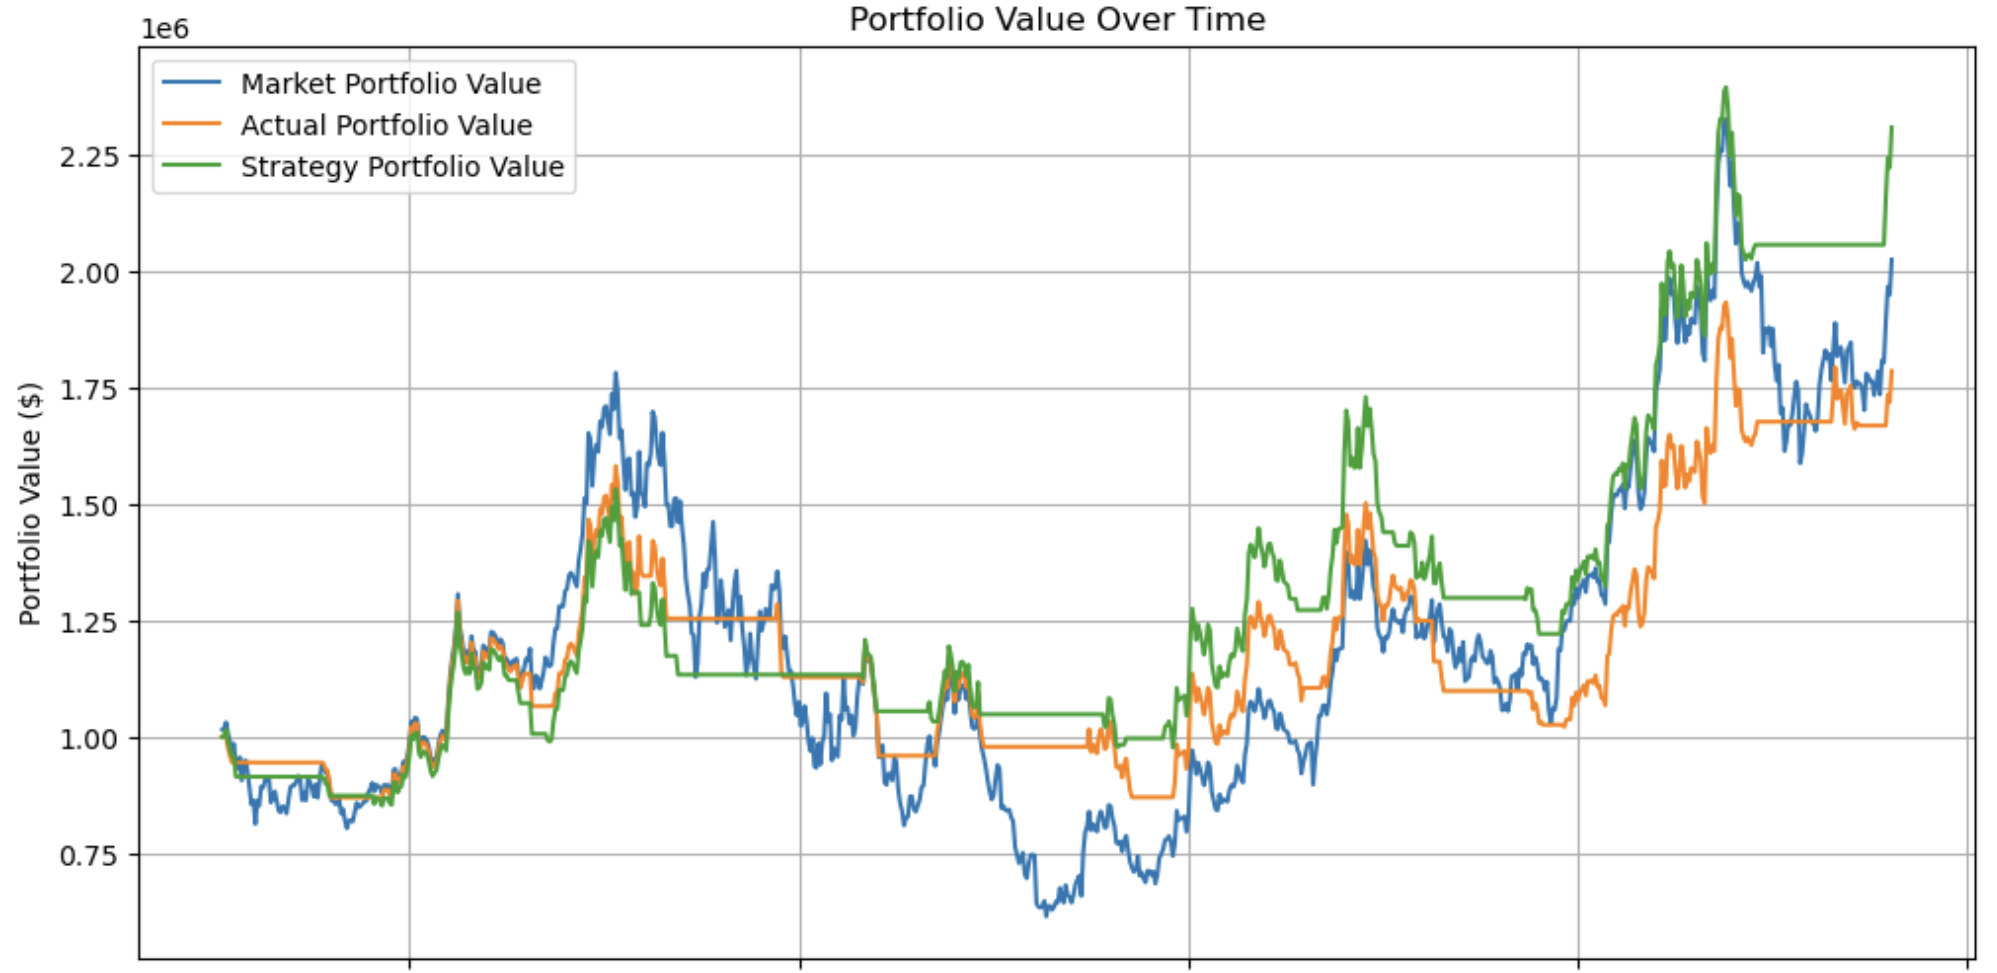 Portfolio Value Over Time
1e6
Market Portfolio Value
Actual Portfolio Value
Strategy Portfolio Value
2.25
2.00
1.75
1.50
1.25
1.00
0.75
Portfolio Value ($)